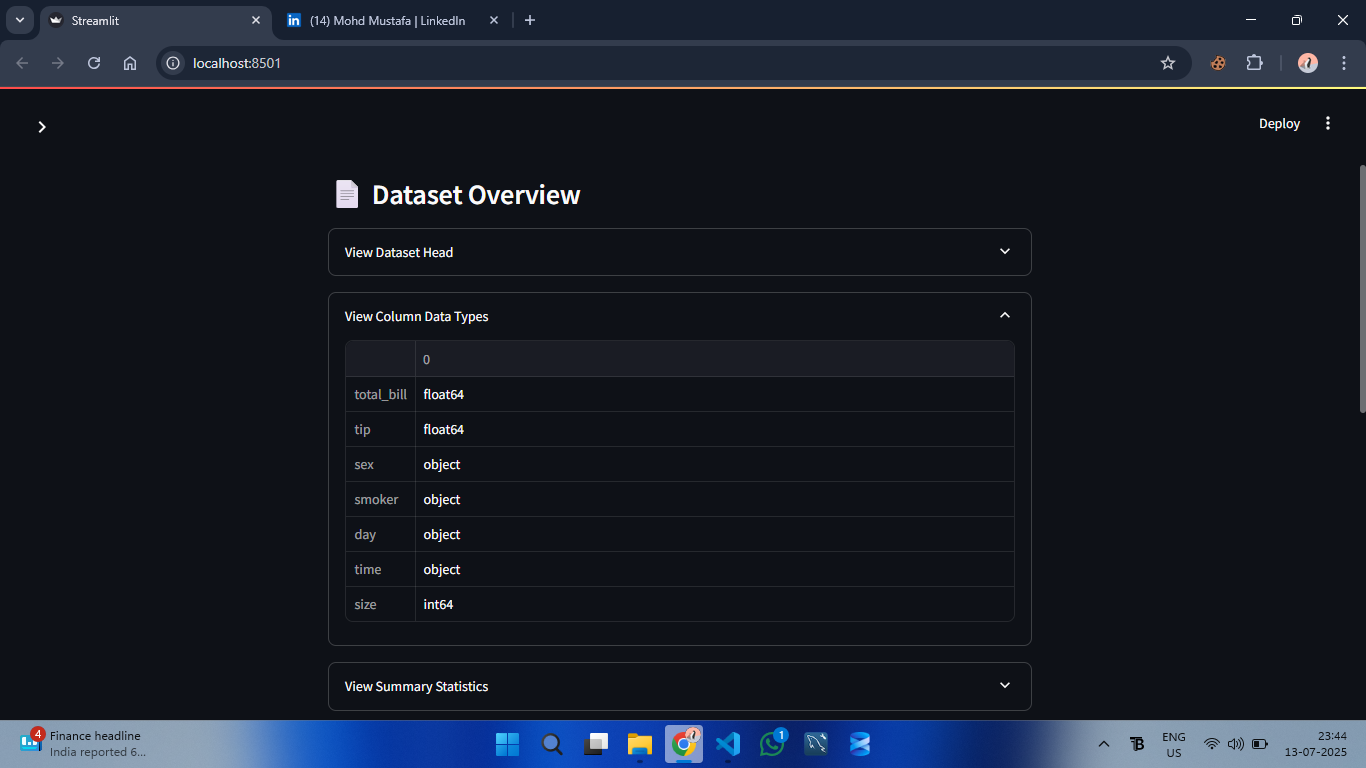 Streamlit
(14) Mohd Mustafa | LinkedIn
localhost:8501
Deploy
Dataset Overview
View Dataset Head
View Column Data Types
0
total_bill float64
tip float64
sex object
smoker object
day object
time object
size int64
View Summary Statistics
4
Finance headline
India reported 6...
1
ENG
US
23:44
13-07-2025